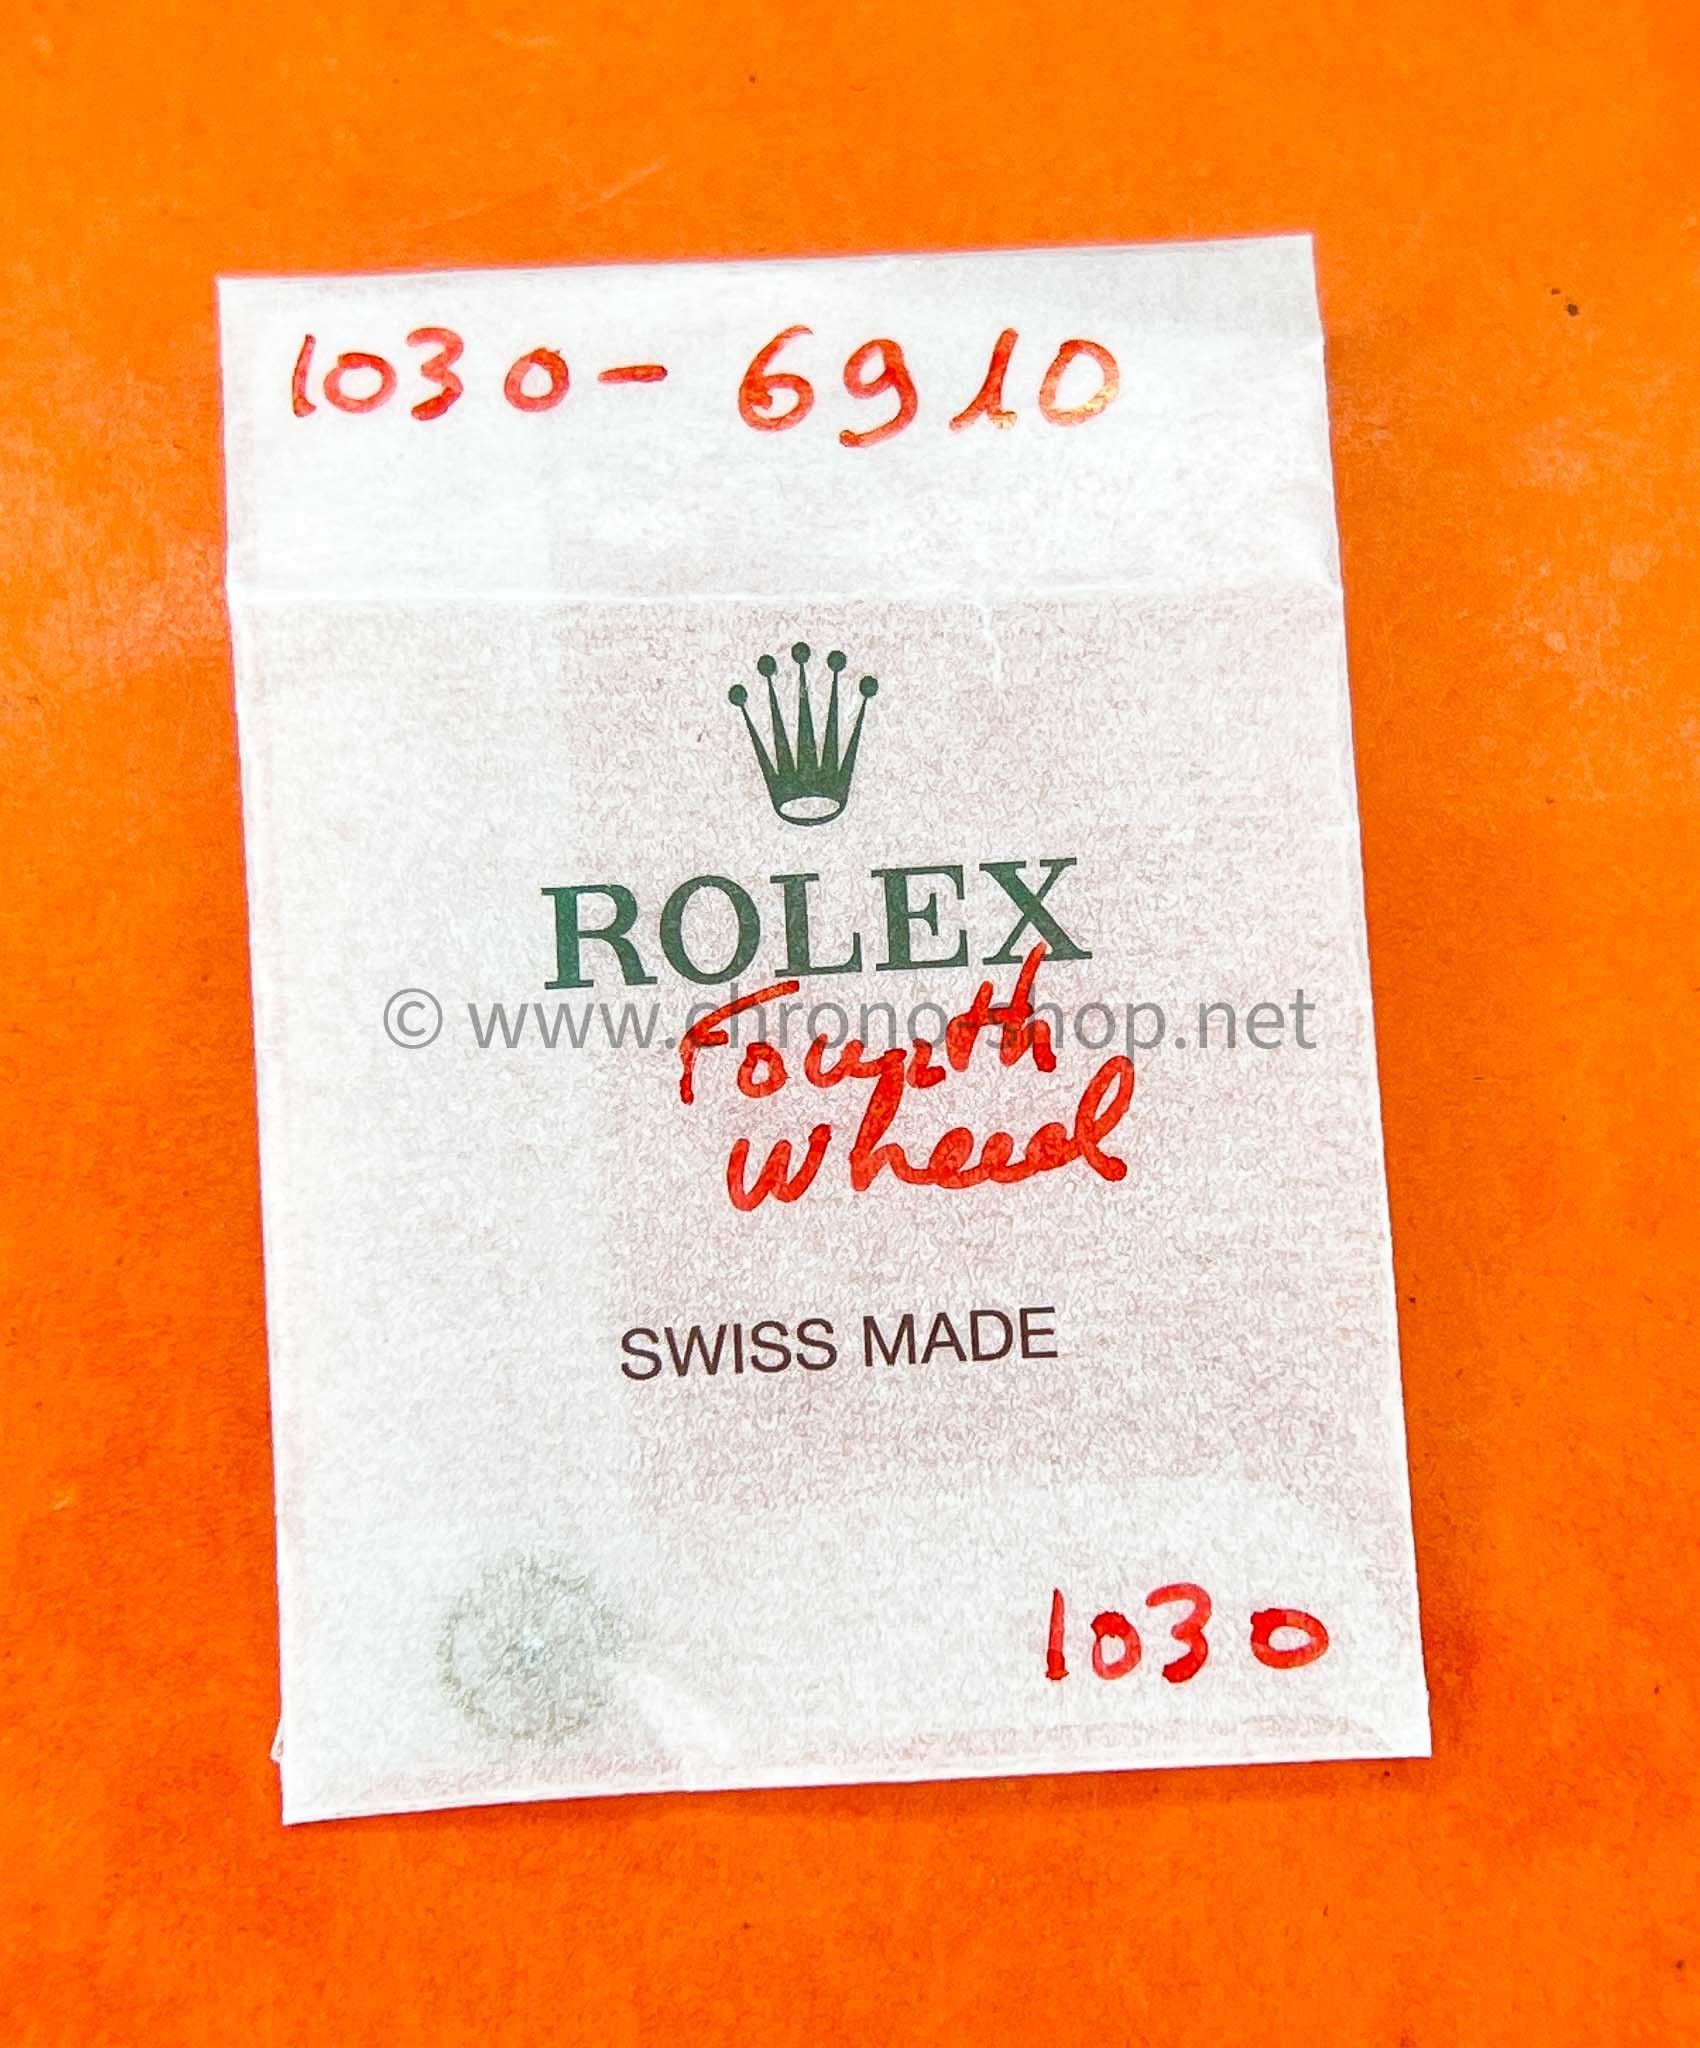 1030 - 6910
ROLEX
© www.chrono-shop.net
Fourth
wheel
SWISS MADE
1030